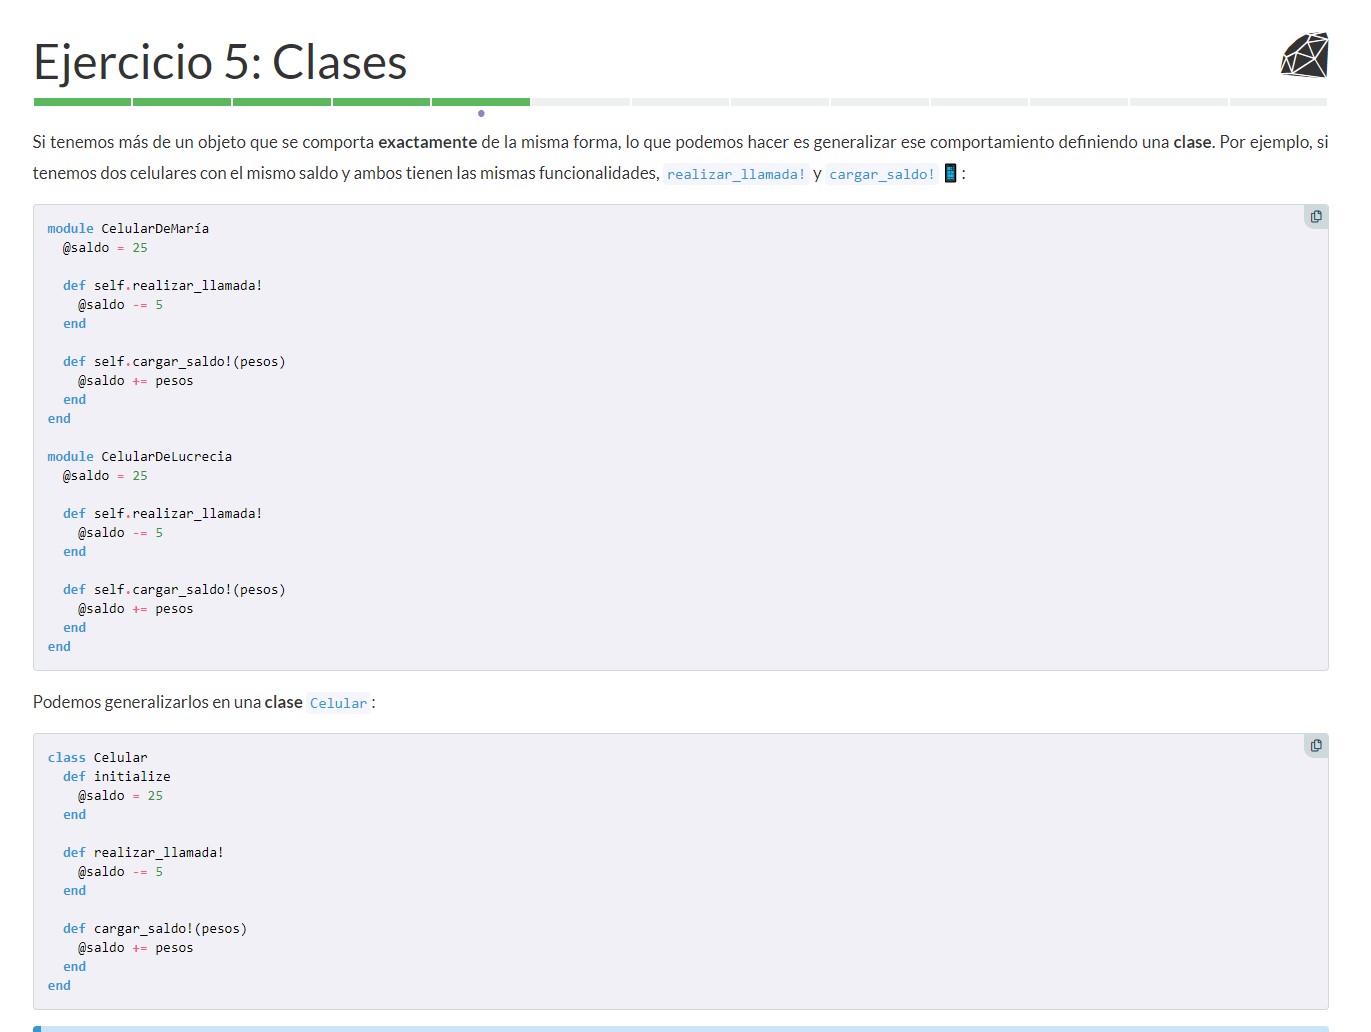 Ejercicio 5: Clases
Si tenemos más de un objeto que se comporta exactamente de la misma forma, lo que podemos hacer es generalizar ese comportamiento definiendo una clase. Por ejemplo, si
tenemos dos celulares con el mismo saldo y ambos tienen las mismas funcionalidades, realizar_llamada! y cargar_saldo! 📱:
module CelularDeMaría
  @saldo = 25

  def self.realizar_llamada!
    @saldo -= 5
  end

  def self.cargar_saldo!(pesos)
    @saldo += pesos
  end
end

module CelularDeLucrecia
  @saldo = 25

  def self.realizar_llamada!
    @saldo -= 5
  end

  def self.cargar_saldo!(pesos)
    @saldo += pesos
  end
end
Podemos generalizarlos en una clase Celular:
class Celular
  def initialize
    @saldo = 25
  end

  def realizar_llamada!
    @saldo -= 5
  end

  def cargar_saldo!(pesos)
    @saldo += pesos
  end
end